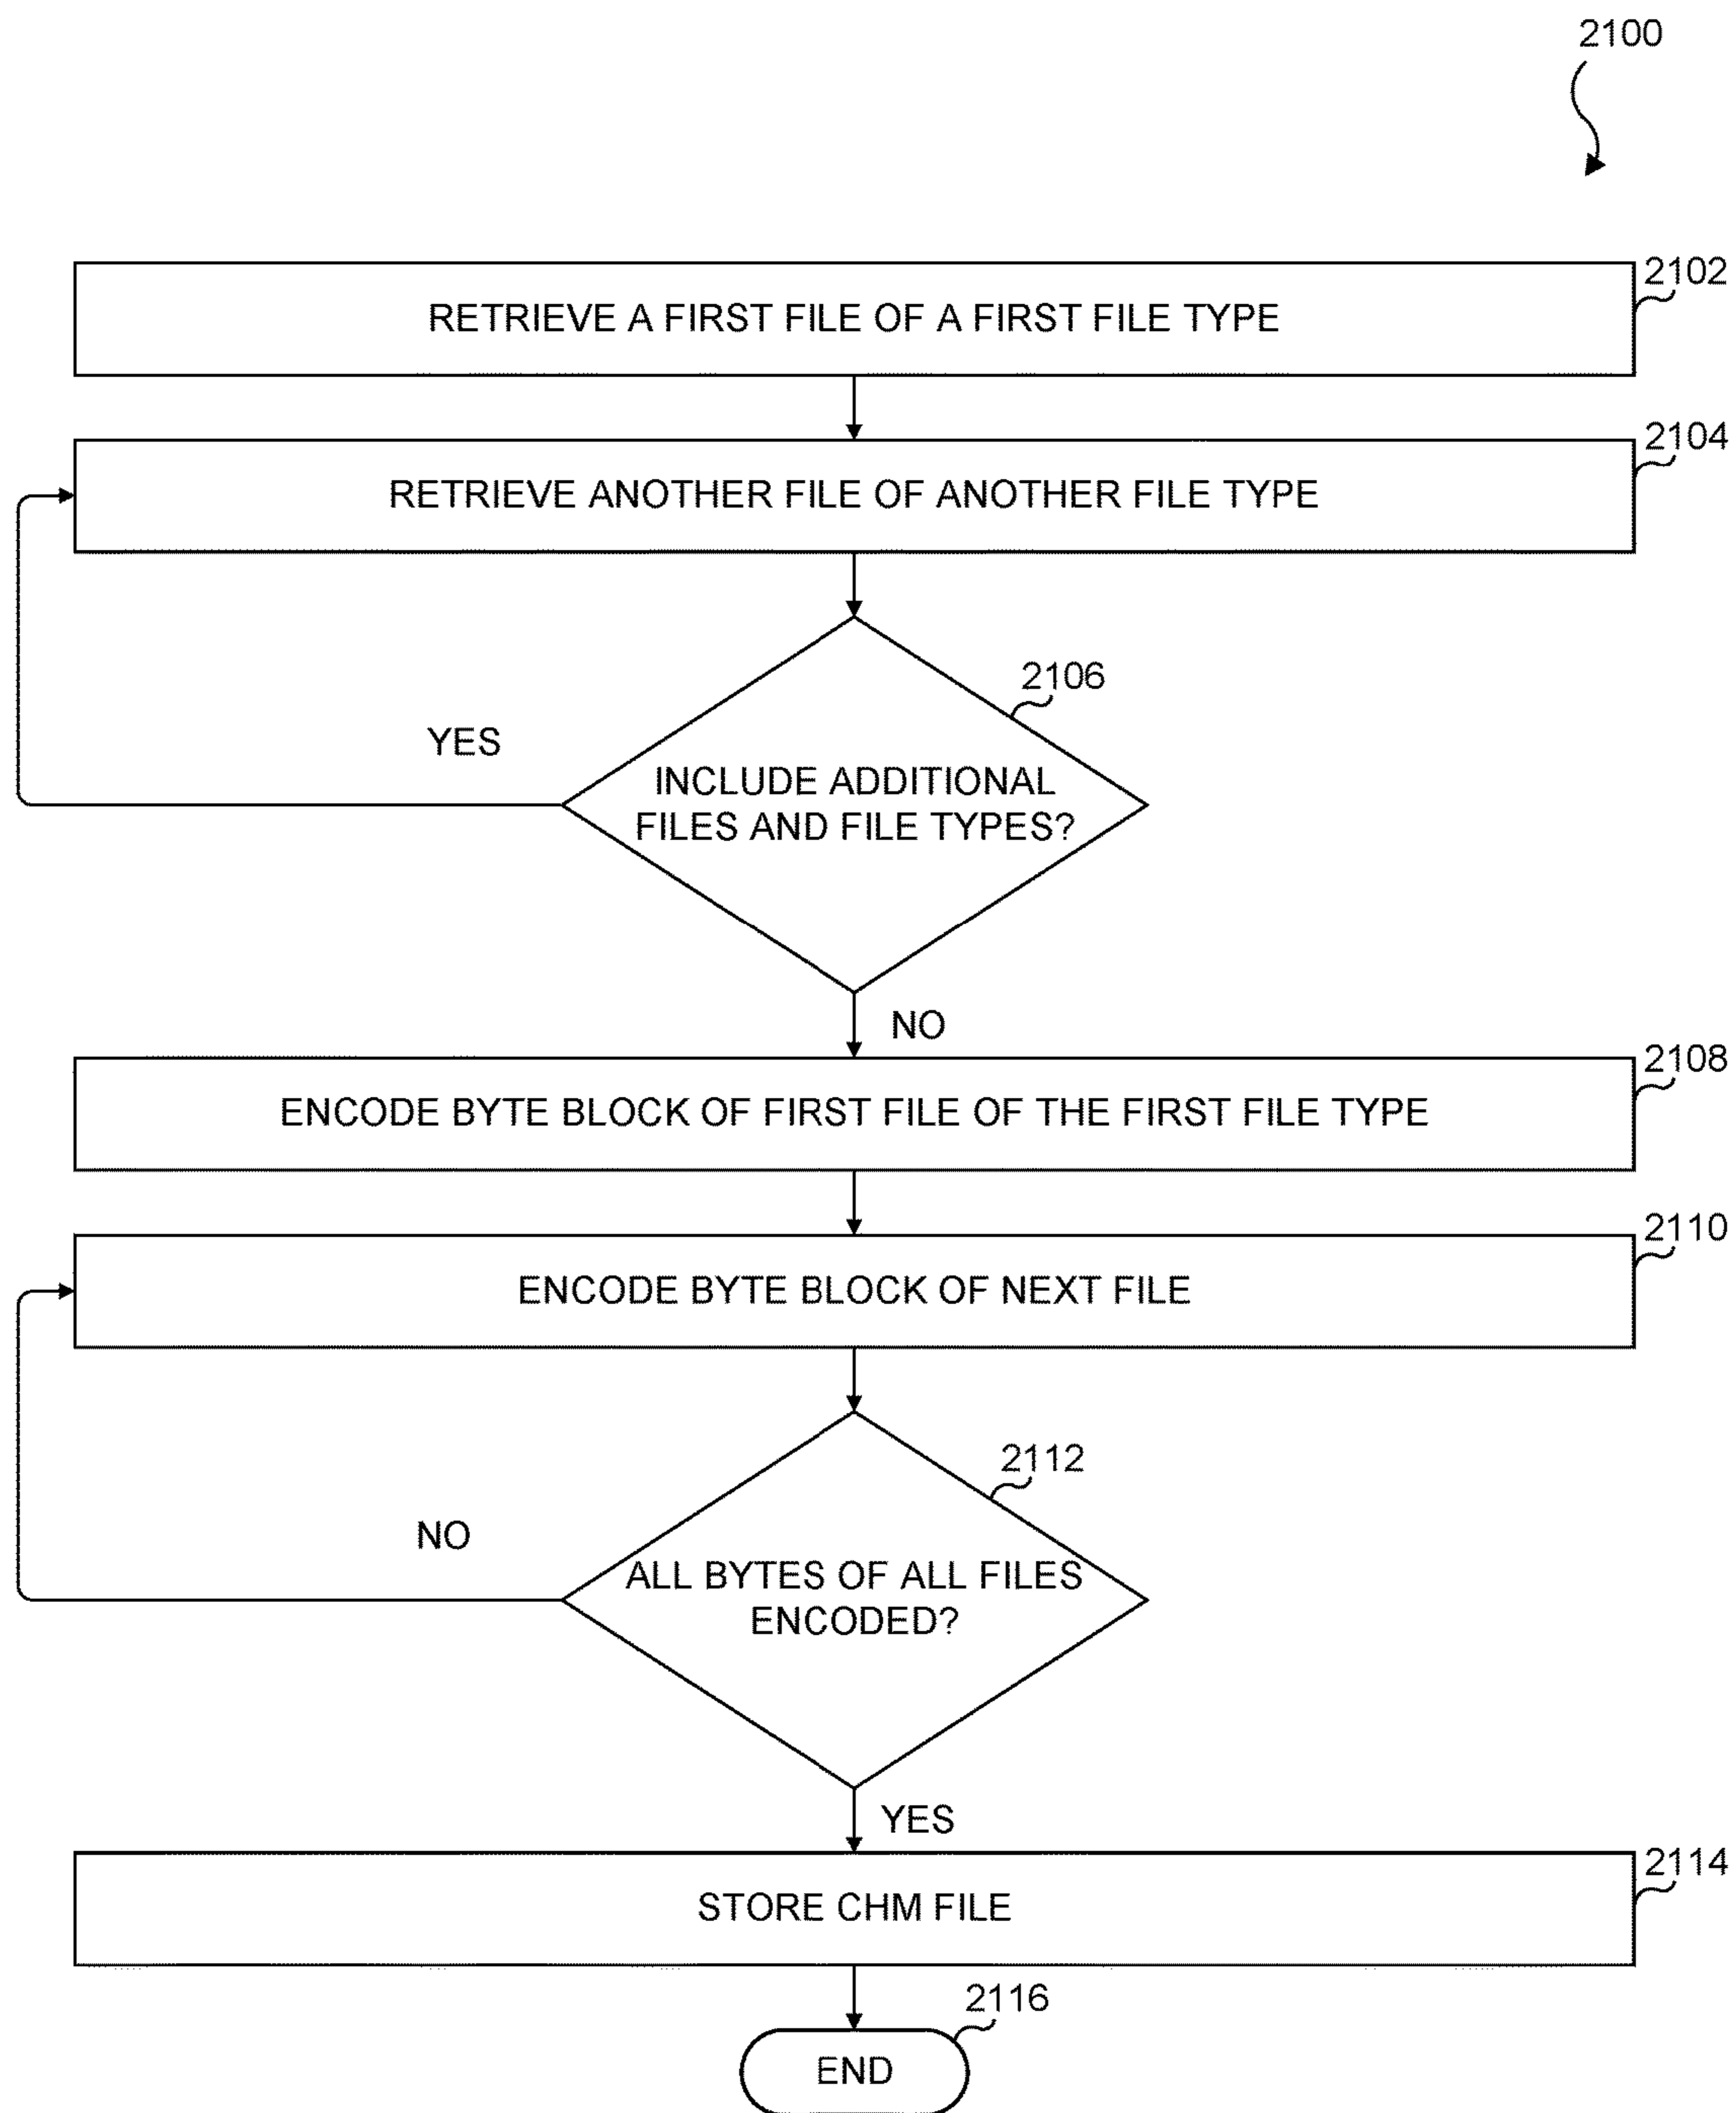 2100
2102
RETRIEVE A FIRST FILE OF A FIRST FILE TYPE
2104
RETRIEVE ANOTHER FILE OF ANOTHER FILE TYPE
2106
YES
INCLUDE ADDITIONAL
FILES AND FILE TYPES?
NO
2108
ENCODE BYTE BLOCK OF FIRST FILE OF THE FIRST FILE TYPE
2110
ENCODE BYTE BLOCK OF NEXT FILE
2112
NO
ALL BYTES OF ALL FILES
ENCODED?
YES
2114
STORE CHM FILE
2116
END